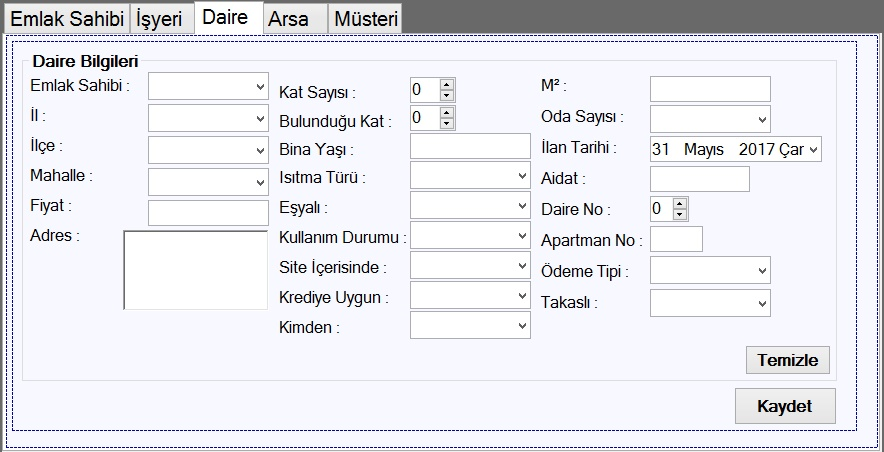 Emlak Sahibi İşyeri Daire Arsa Müsteri
Daire Bilgileri
Emlak Sahibi :
İl :
İlçe :
Mahalle :
Fiyat :
Adres :
Kat Sayısı : 0
Bulunduğu Kat : 0
Bina Yaşı :
Isıtma Türü :
Eşyalı :
Kullanım Durumu :
Site İçerisinde :
Krediye Uygun :
Kimden :
M² :
Oda Sayısı :
İlan Tarihi : 31 Mayıs 2017 Çar
Aidat :
Daire No : 0
Apartman No :
Ödeme Tipi :
Takaslı :
Temizle
Kaydet